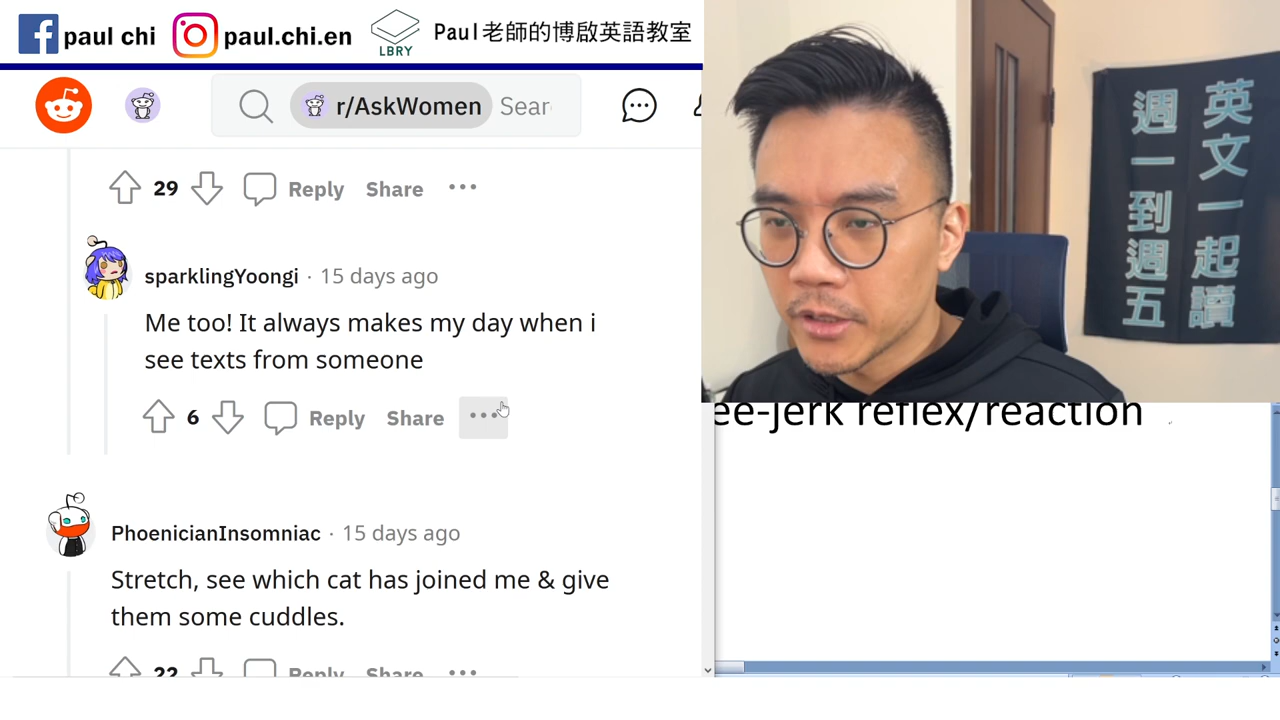 paul chi
paul.chi.en
LBRY
Paul老師的博啟英語教室
r/AskWomen
29
Reply
Share
sparklingYoongi · 15 days ago
Me too! It always makes my day when i
see texts from someone
6
Reply
Share
PhoenicianInsomniac · 15 days ago
Stretch, see which cat has joined me & give
them some cuddles.
22
Reply
Share
英文一起讀
週一到週五
ee-jerk reflex/reaction